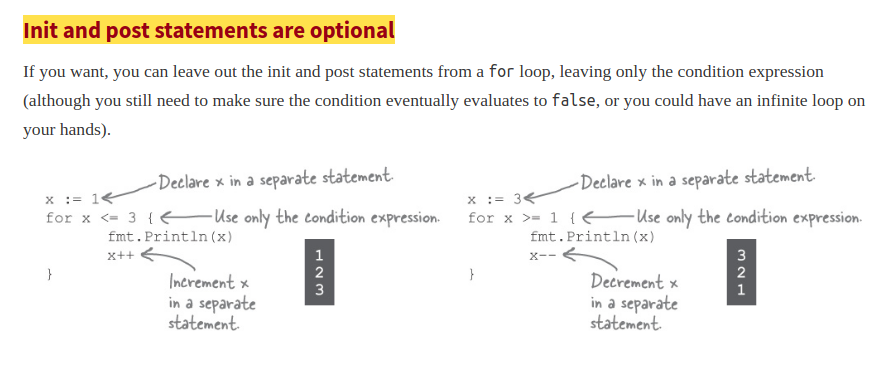 Init and post statements are optional
If you want, you can leave out the init and post statements from a for loop, leaving only the condition expression
(although you still need to make sure the condition eventually evaluates to false, or you could have an infinite loop on
your hands).
Declare x in a separate statement.
x := 1
for x <= 3 { Use only the condition expression.
fmt.Println(x)
x++
}
Increment x
in a separate
statement.
1
2
3
Declare x in a separate statement.
x := 3
for x >= 1 { Use only the condition expression.
fmt.Println(x)
x--
}
Decrement x
in a separate
statement.
3
2
1